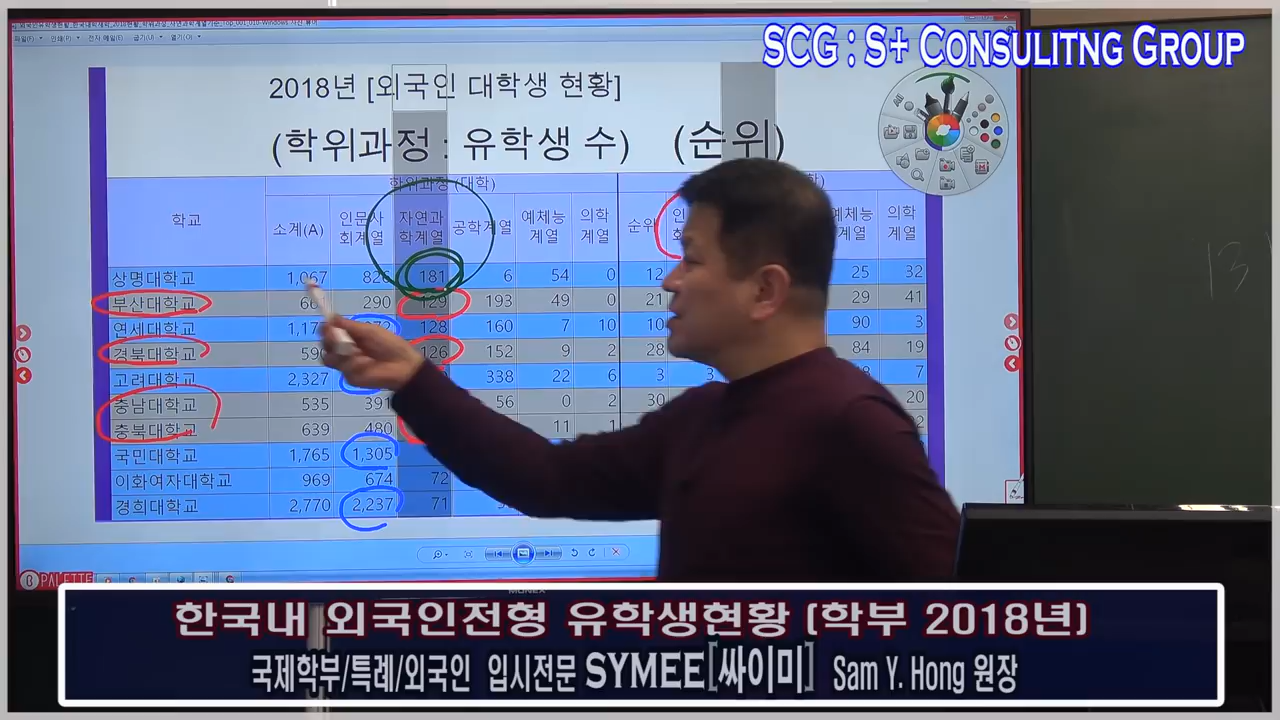 SCG : S+ CONSULITNG GROUP
2018년 [외국인 대학생 현황]
(학위과정 : 유학생 수) (순위)
학위과정 (대학)
학교 소계(A) 인문사회계열 자연과학계열 공학계열 예체능계열 의학계열 순위 의학계열
상명대학교 1,067 826 181 6 54 0 12 25 32
부산대학교 290 129 193 49 0 21 29 41
연세대학교 128 160 7 10 10 90 3
경북대학교 126 152 9 2 28 84 19
고려대학교 2,327 338 22 6 3 3 7
충남대학교 535 391 56 0 2 30 20
충북대학교 639 480 11 1
국민대학교 1,765 1,305
이화여자대학교 969 674 72
경희대학교 2,770 2,237 71
PALETTE
한국내 외국인전형 유학생현황 (학부 2018년)
국제학부/특례/외국인 입시전문 SYMEE[싸이미] Sam Y. Hong 원장